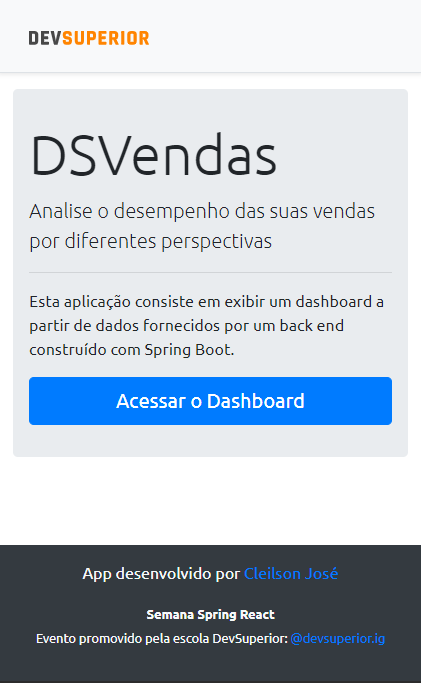 DEVSUPERIOR
DSVendas
Analise o desempenho das suas vendas
por diferentes perspectivas
Esta aplicação consiste em exibir um dashboard a
partir de dados fornecidos por um back end
construído com Spring Boot.
Acessar o Dashboard
App desenvolvido por Cleilson José
Semana Spring React
Evento promovido pela escola DevSuperior: @devsuperior.ig